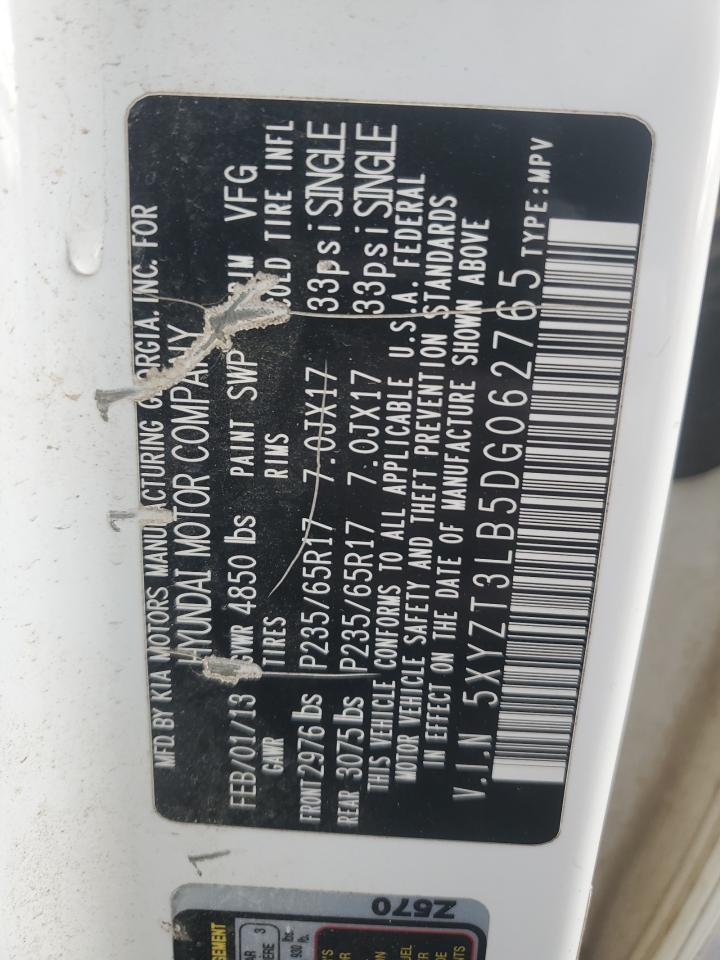 MFD BY KIA MOTORS MANUFACTURING GEORGIA. INC. FOR
HYUNDAI MOTOR COMPANY
FEB/01/13 GVWR 4850 lbs PAINT SWP VFG
GAWR TIRES RIMS COLD TIRE INFL
FRONT 2976 lbs P235/65R17 7.0JX17 33psi SINGLE
REAR 3075 lbs P235/65R17 7.0JX17 33psi SINGLE
THIS VEHICLE CONFORMS TO ALL APPLICABLE U.S.A. FEDERAL
MOTOR VEHICLE SAFETY AND THEFT PREVENTION STANDARDS
IN EFFECT ON THE DATE OF MANUFACTURE SHOWN ABOVE
V.I.N 5XYZT3LB5DG062765 TYPE:MPV
Z570
3
930 lb.